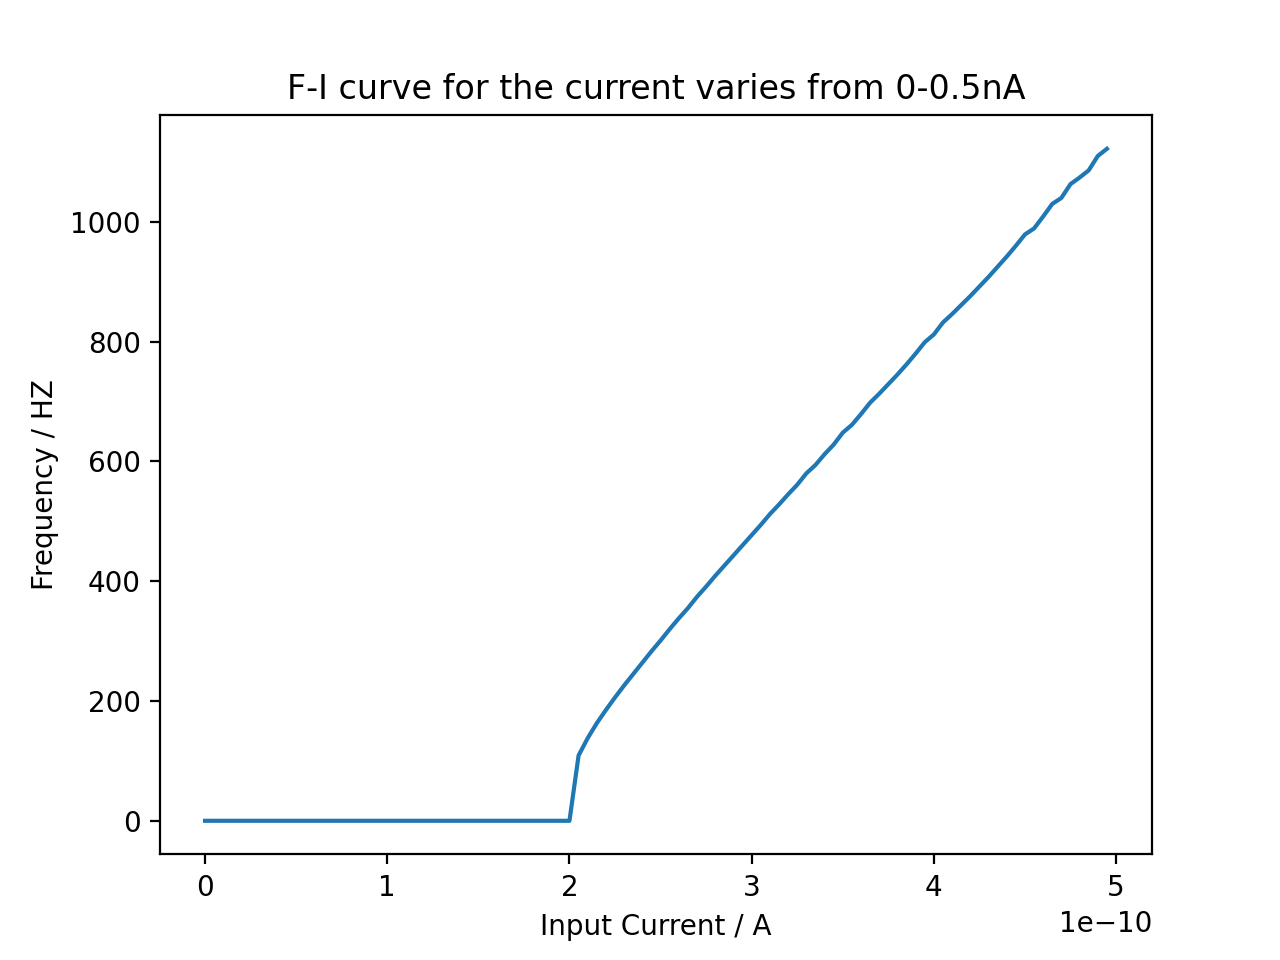 F-I curve for the current varies from 0-0.5nA
1000
800
600
400
200
0
Frequency / HZ
0 1 2 3 4 5
1e−10
Input Current / A